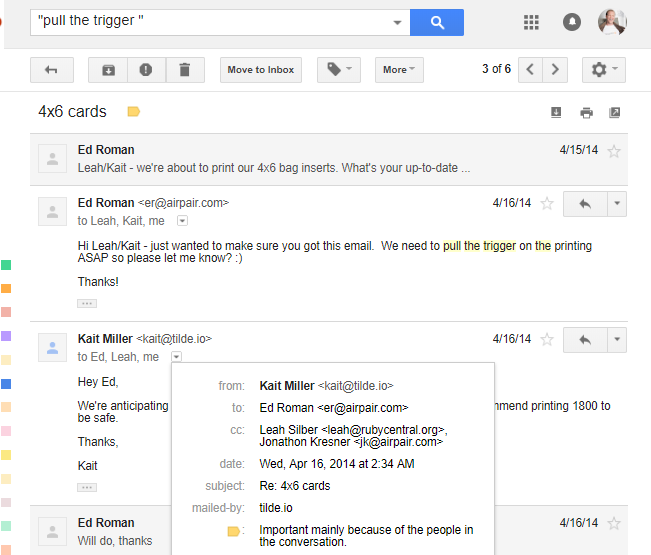 "pull the trigger "
Move to Inbox
More
3 of 6
4x6 cards
Ed Roman
4/15/14
Leah/Kait - we're about to print our 4x6 bag inserts. What's your up-to-date ...
Ed Roman <er@airpair.com>
4/16/14
to Leah, Kait, me
Hi Leah/Kait - just wanted to make sure you got this email. We need to pull the trigger on the printing
ASAP so please let me know? :)
Thanks!
Kait Miller <kait@tilde.io>
4/16/14
to Ed, Leah, me
Hey Ed,
We're anticipating
mmend printing 1800 to
be safe.
Thanks,
Kait
from: Kait Miller <kait@tilde.io>
to: Ed Roman <er@airpair.com>
cc: Leah Silber <leah@rubycentral.org>,
Jonathon Kresner <jk@airpair.com>
date: Wed, Apr 16, 2014 at 2:34 AM
subject: Re: 4x6 cards
mailed-by: tilde.io
: Important mainly because of the people in
the conversation.
Ed Roman
4/16/14
Will do, thanks